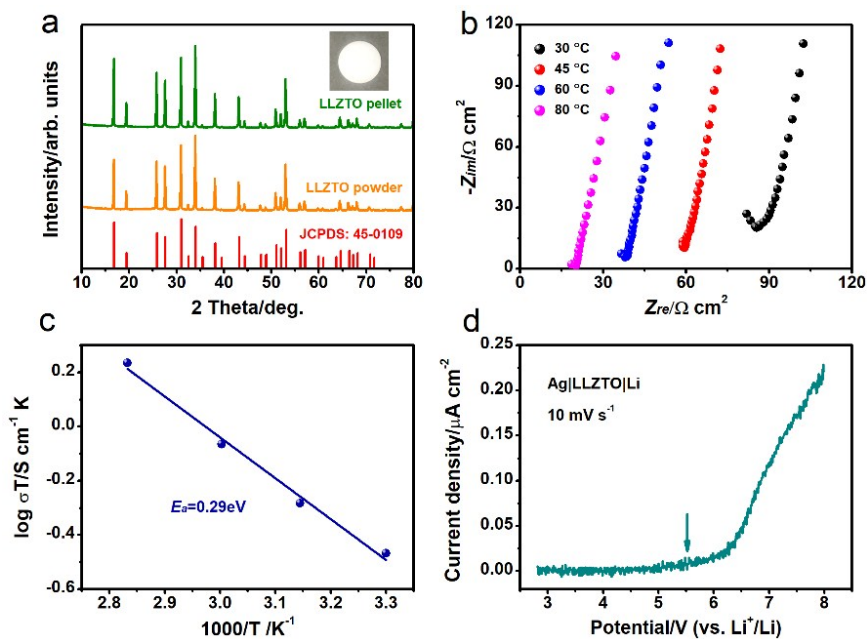 a
Intensity/arb. units
LLZTO pellet
LLZTO powder
JCPDS: 45-0109
10 20 30 40 50 60 70 80
2 Theta/deg.
b
-Zim/Ω cm²
120
90
60
30
0
30 °C
45 °C
60 °C
80 °C
0 30 60 90 120
Zre/Ω cm²
c
log σT/S cm⁻¹ K
0.2
0.0
-0.2
-0.4
-0.6
Ea=0.29eV
2.8 2.9 3.0 3.1 3.2 3.3
1000/T /K⁻¹
d
Current density/μA cm⁻²
0.25
0.20
0.15
0.10
0.05
0.00
Ag|LLZTO|Li
10 mV s⁻¹
3 4 5 6 7 8
Potential/V (vs. Li⁺/Li)